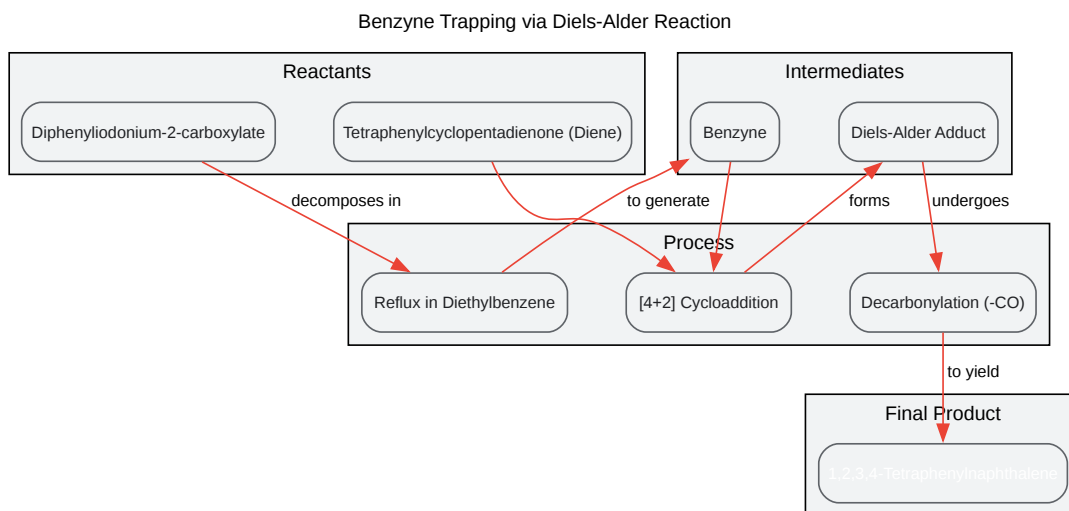 Benzyne Trapping via Diels-Alder Reaction
Reactants
Intermediates
Diphenyliodonium-2-carboxylate
Tetraphenylcyclopentadienone (Diene)
Benzyne
Diels-Alder Adduct
decomposes in
to generate
forms
undergoes
Process
Reflux in Diethylbenzene
[4+2] Cycloaddition
Decarbonylation (-CO)
to yield
Final Product
1,2,3,4-Tetraphenylnaphthalene